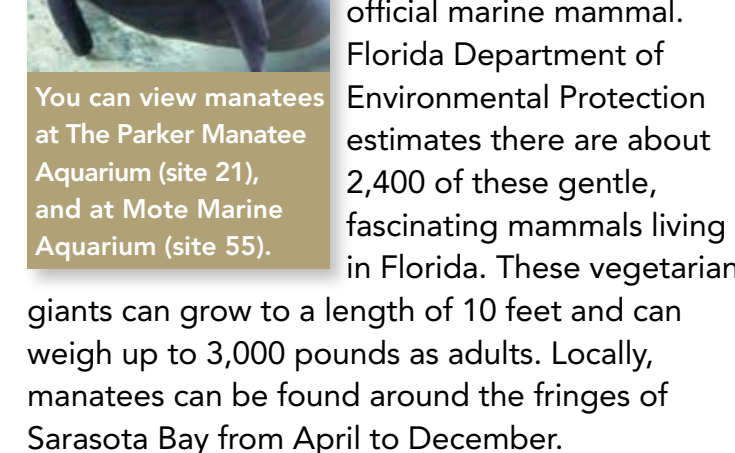 You can view manatees
at The Parker Manatee
Aquarium (site 21),
and at Mote Marine
Aquarium (site 55).
official marine mammal.
Florida Department of
Environmental Protection
estimates there are about
2,400 of these gentle,
fascinating mammals living
in Florida. These vegetarian
giants can grow to a length of 10 feet and can
weigh up to 3,000 pounds as adults. Locally,
manatees can be found around the fringes of
Sarasota Bay from April to December.